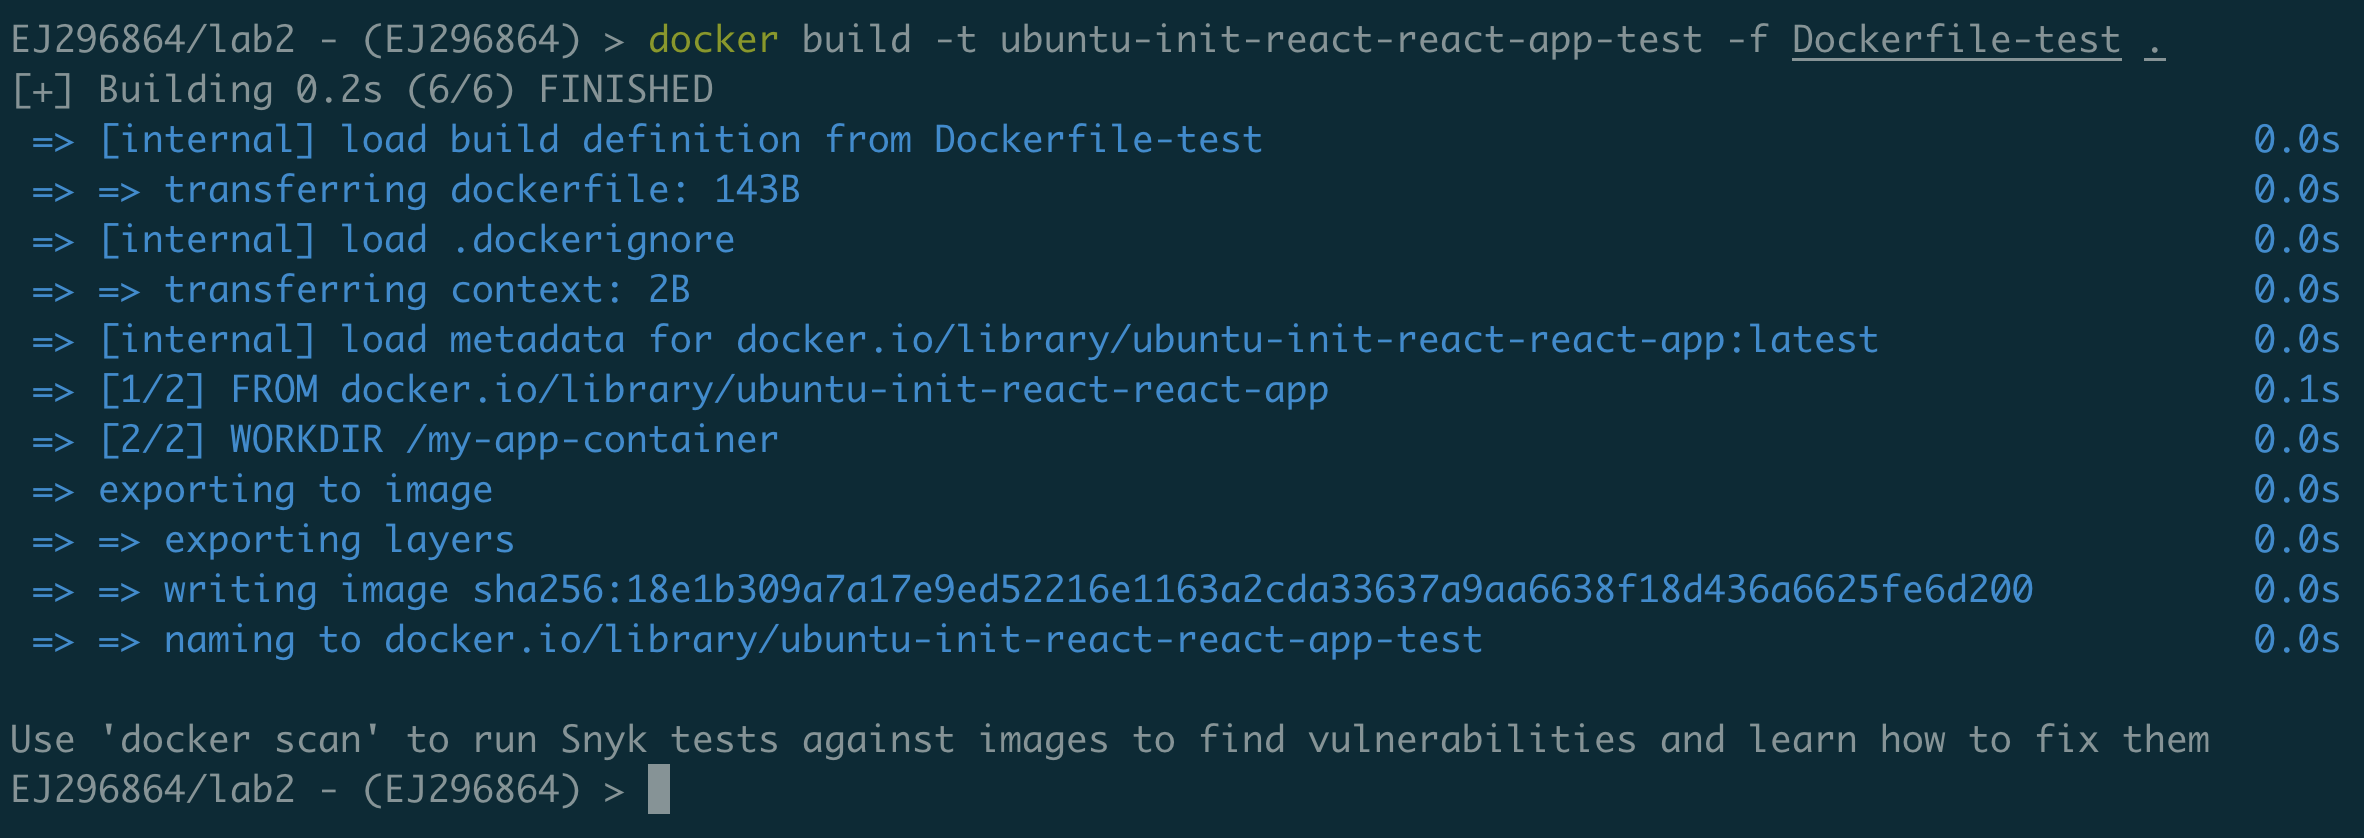 EJ296864/lab2 - (EJ296864) > docker build -t ubuntu-init-react-react-app-test -f Dockerfile-test .
[+] Building 0.2s (6/6) FINISHED
=> [internal] load build definition from Dockerfile-test 0.0s
=> => transferring dockerfile: 143B 0.0s
=> [internal] load .dockerignore 0.0s
=> => transferring context: 2B 0.0s
=> [internal] load metadata for docker.io/library/ubuntu-init-react-react-app:latest 0.0s
=> [1/2] FROM docker.io/library/ubuntu-init-react-react-app 0.1s
=> [2/2] WORKDIR /my-app-container 0.0s
=> exporting to image 0.0s
=> => exporting layers 0.0s
=> => writing image sha256:18e1b309a7a17e9ed52216e1163a2cda33637a9aa6638f18d436a6625fe6d200 0.0s
=> => naming to docker.io/library/ubuntu-init-react-react-app-test 0.0s
Use 'docker scan' to run Snyk tests against images to find vulnerabilities and learn how to fix them
EJ296864/lab2 - (EJ296864) >